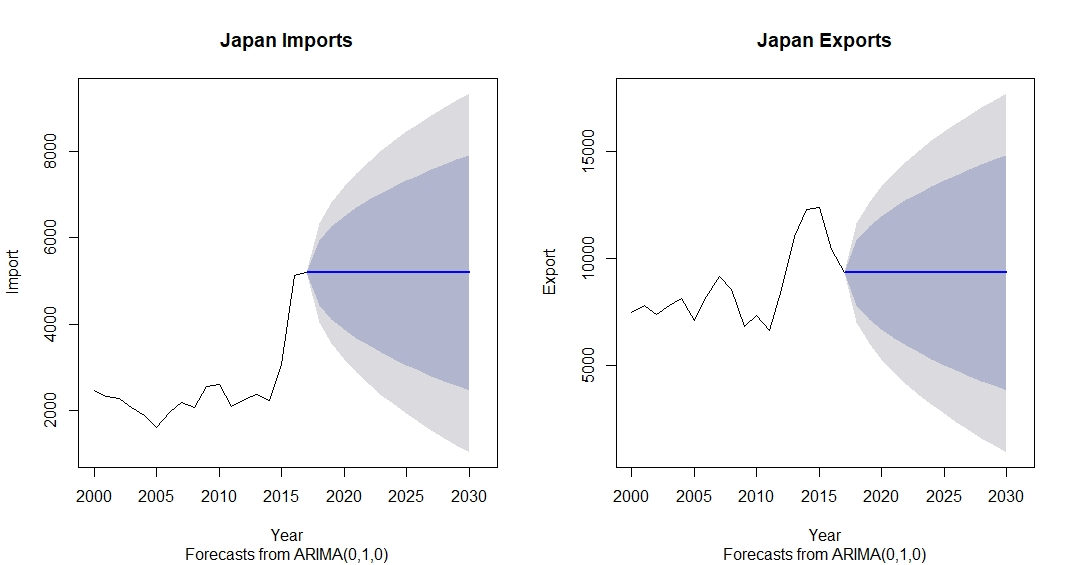 Japan Imports
Import
8000
6000
4000
2000
2000 2005 2010 2015 2020 2025 2030
Year
Forecasts from ARIMA(0,1,0)
Japan Exports
Export
15000
10000
5000
2000 2005 2010 2015 2020 2025 2030
Year
Forecasts from ARIMA(0,1,0)